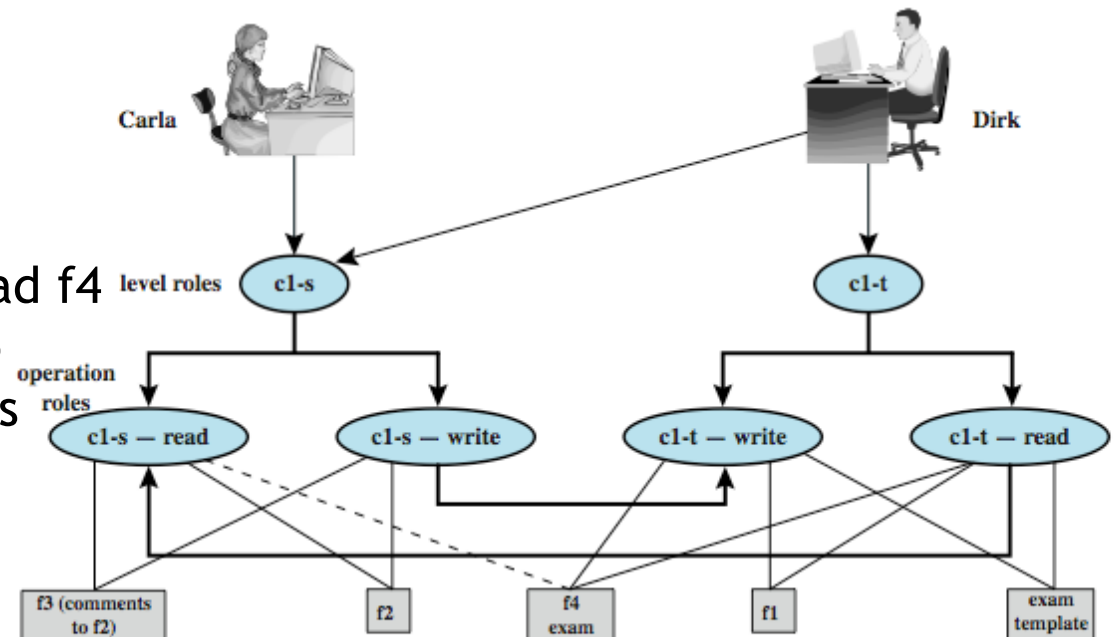 Carla
Dirk
ad f4
level roles
c1-s
c1-t
operation
roles
s
c1-s — read
c1-s — write
c1-t — write
c1-t — read
f3 (comments
to f2)
f2
f4
exam
f1
exam
template